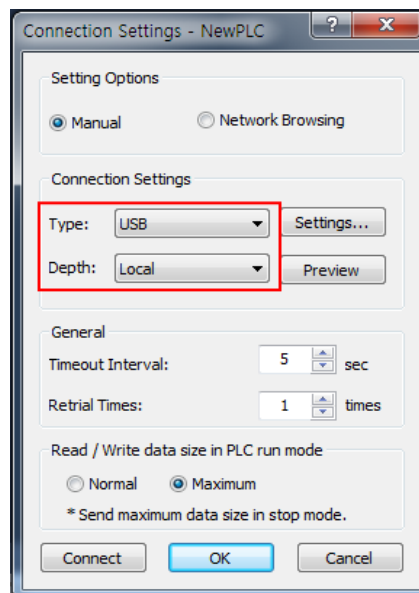 Connection Settings - NewPLC
Setting Options
Manual Network Browsing
Connection Settings
Type: USB Settings...
Depth: Local Preview
General
Timeout Interval: 5 sec
Retrial Times: 1 times
Read / Write data size in PLC run mode
Normal Maximum
* Send maximum data size in stop mode.
Connect OK Cancel